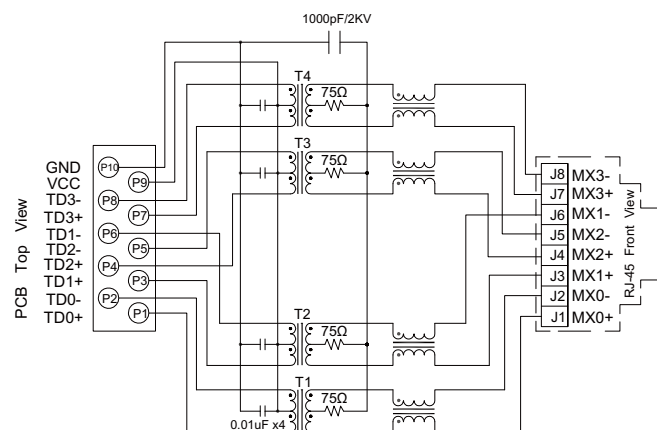 1000pF/2KV
T4
75Ω
T3
75Ω
PCB Top View
GND
VCC
TD3-
TD3+
TD1-
TD2-
TD2+
TD1+
TD0-
TD0+
P10
P9
P8
P7
P6
P5
P4
P3
P2
P1
T2
75Ω
T1
75Ω
0.01uF x4
J8 MX3-
J7 MX3+
J6 MX1-
J5 MX2-
J4 MX2+
J3 MX1+
J2 MX0-
J1 MX0+
RJ-45 Front View